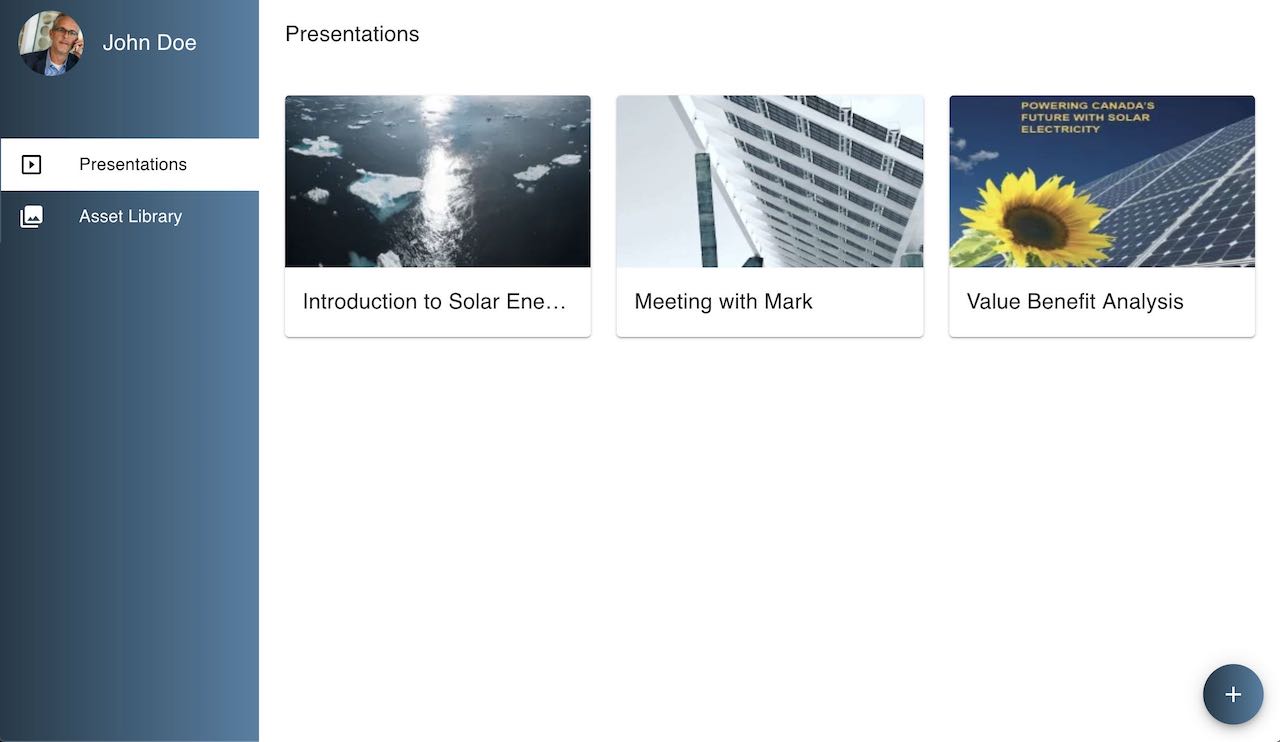 John Doe
Presentations
Asset Library
Presentations
POWERING CANADA'S
FUTURE WITH SOLAR
ELECTRICITY
Introduction to Solar Ene…
Meeting with Mark
Value Benefit Analysis